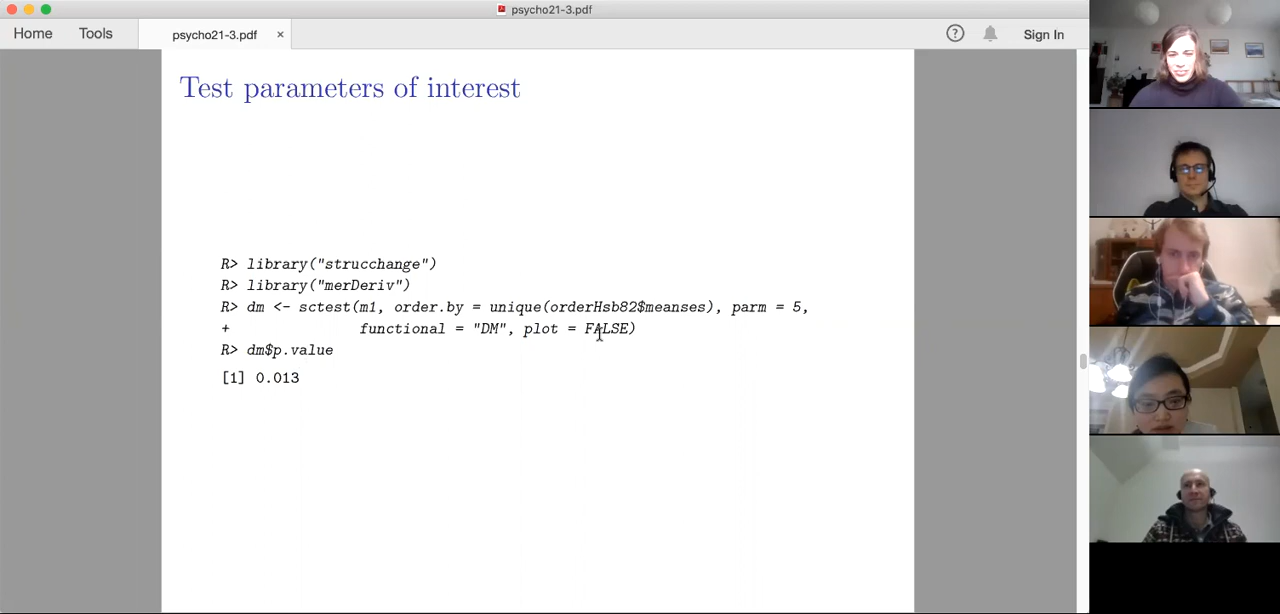 psycho21-3.pdf
Home Tools psycho21-3.pdf × ? Sign In
Test parameters of interest
R> library("strucchange")
R> library("merDeriv")
R> dm <- sctest(m1, order.by = unique(orderHsb82$meanses), parm = 5,
+ functional = "DM", plot = FALSE)
R> dm$p.value
[1] 0.013